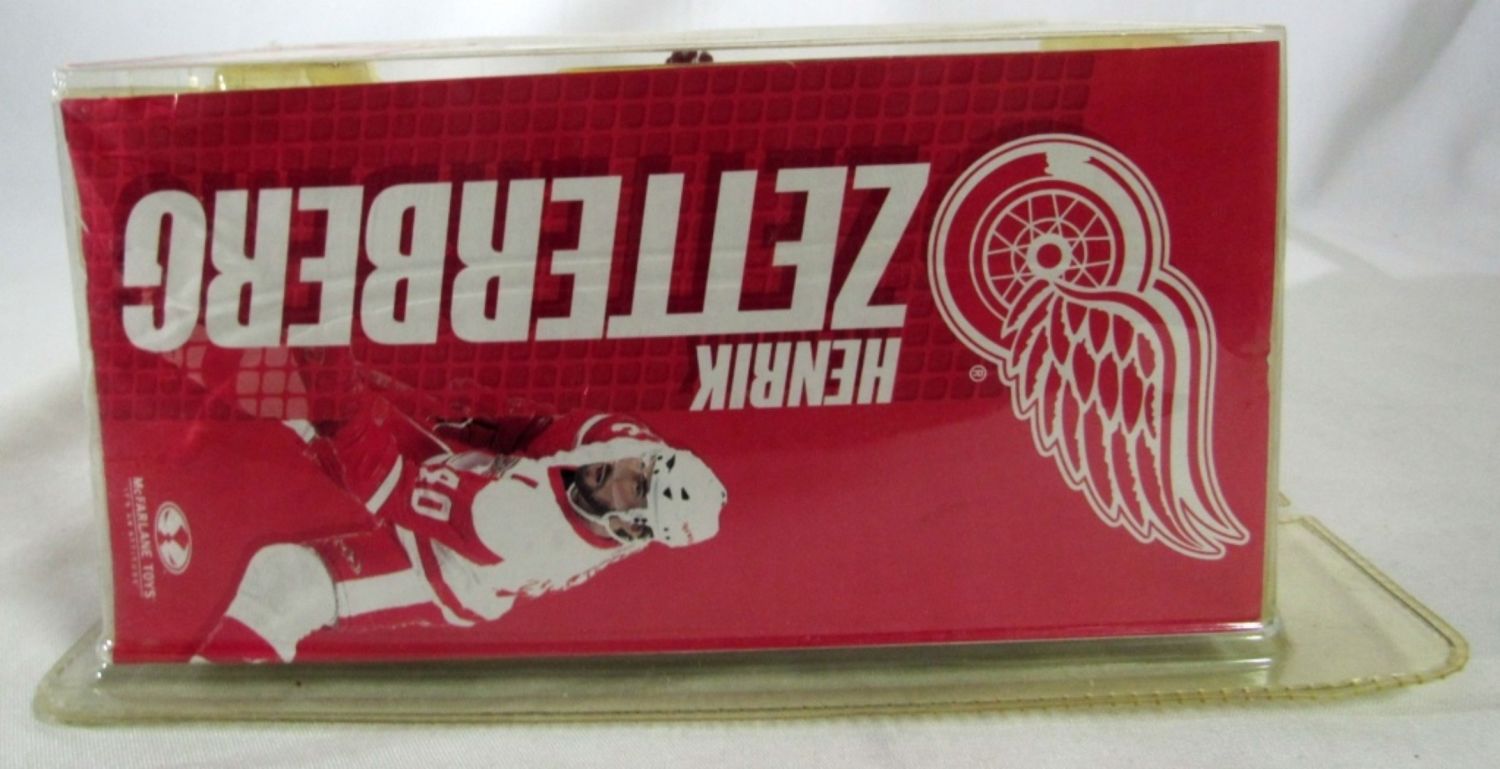 HENRIK
ZETTERBERG
40
McFARLANE TOYS